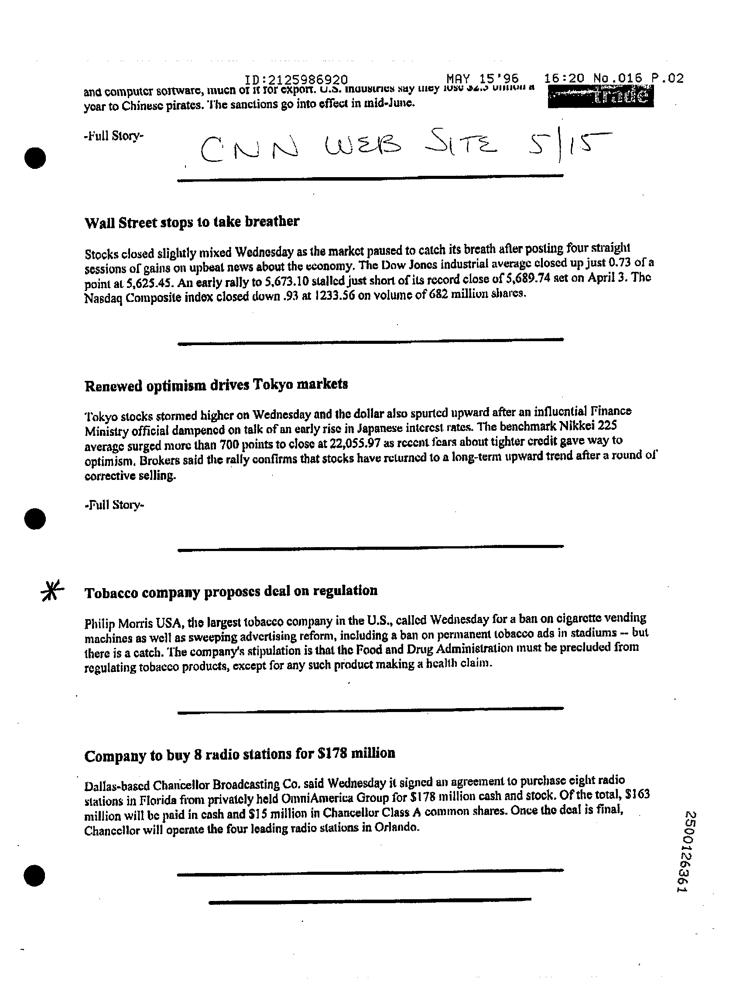 ID:2125986920 MAY 15'96 16:20 No.016 P.02
and computer software, much of it for export. U.S. industries say they lose $2.3 billion a
year to Chinese pirates. The sanctions go into effect in mid-June.
trade
-Full Story-
CNN WEB SITE 5/15
Wall Street stops to take breather
Stocks closed slightly mixed Wednesday as the market paused to catch its breath after posting four straight
sessions of gains on upbeat news about the economy. The Dow Jones industrial average closed up just 0.73 of a
point at 5,625.45. An early rally to 5,673.10 stalled just short of its record close of 5,689.74 set on April 3. The
Nasdaq Composite index closed down .93 at 1233.56 on volume of 682 million shares.
Renewed optimism drives Tokyo markets
Tokyo stocks stormed higher on Wednesday and the dollar also spurted upward after an influential Finance
Ministry official dampened on talk of an early rise in Japanese interest rates. The benchmark Nikkei 225
average surged more than 700 points to close at 22,055.97 as recent fears about tighter credit gave way to
optimism. Brokers said the rally confirms that stocks have returned to a long-term upward trend after a round of
corrective selling.
-Full Story-
* Tobacco company proposes deal on regulation
Philip Morris USA, the largest tobacco company in the U.S., called Wednesday for a ban on cigarette vending
machines as well as sweeping advertising reform, including a ban on permanent tobacco ads in stadiums -- but
there is a catch. The company's stipulation is that the Food and Drug Administration must be precluded from
regulating tobacco products, except for any such product making a health claim.
Company to buy 8 radio stations for $178 million
Dallas-based Chancellor Broadcasting Co. said Wednesday it signed an agreement to purchase eight radio
stations in Florida from privately held OmniAmerica Group for $178 million cash and stock. Of the total, $163
million will be paid in cash and $15 million in Chancellor Class A common shares. Once the deal is final,
Chancellor will operate the four leading radio stations in Orlando.
2500126361